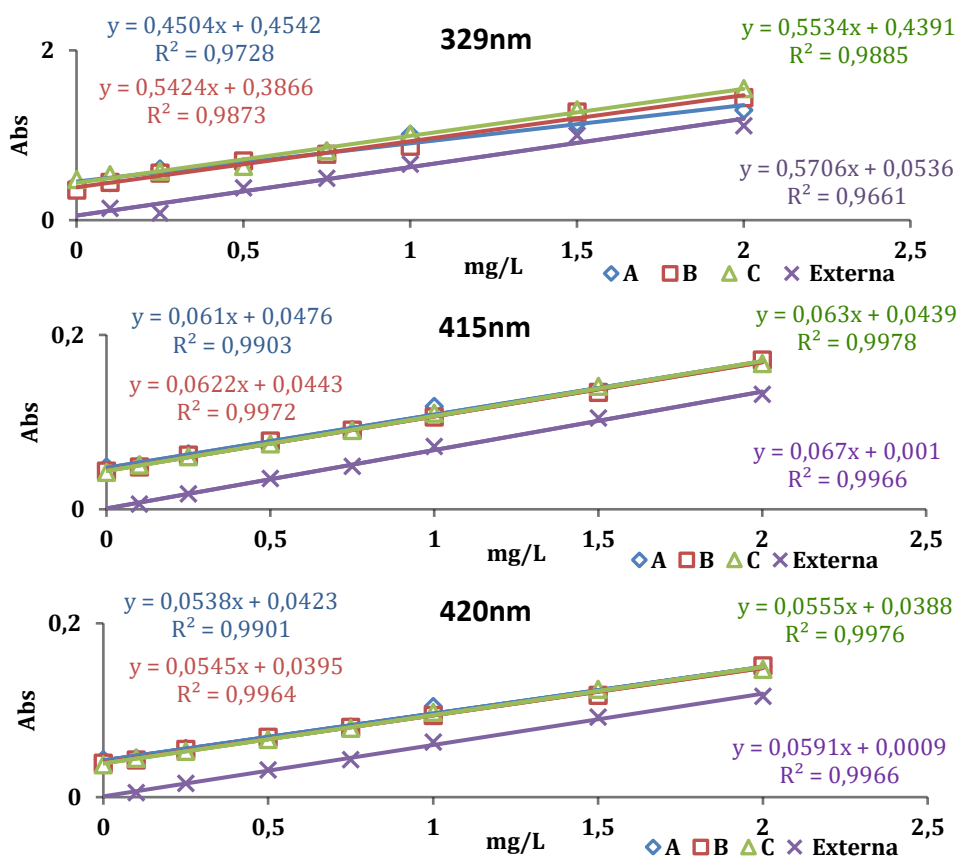 y = 0,4504x + 0,4542
R² = 0,9728
329nm
y = 0,5534x + 0,4391
R² = 0,9885
y = 0,5424x + 0,3866
R² = 0,9873
2
Abs
y = 0,5706x + 0,0536
R² = 0,9661
0
0 0,5 1 1,5 2 2,5
mg/L
A B C Externa
y = 0,061x + 0,0476
R² = 0,9903
415nm
y = 0,063x + 0,0439
R² = 0,9978
0,2
y = 0,0622x + 0,0443
R² = 0,9972
Abs
y = 0,067x + 0,001
R² = 0,9966
0
0 0,5 1 1,5 2 2,5
mg/L
A B C Externa
y = 0,0538x + 0,0423
R² = 0,9901
420nm
y = 0,0555x + 0,0388
R² = 0,9976
0,2
y = 0,0545x + 0,0395
R² = 0,9964
Abs
y = 0,0591x + 0,0009
R² = 0,9966
0
0 0,5 1 1,5 2 2,5
mg/L
A B C Externa